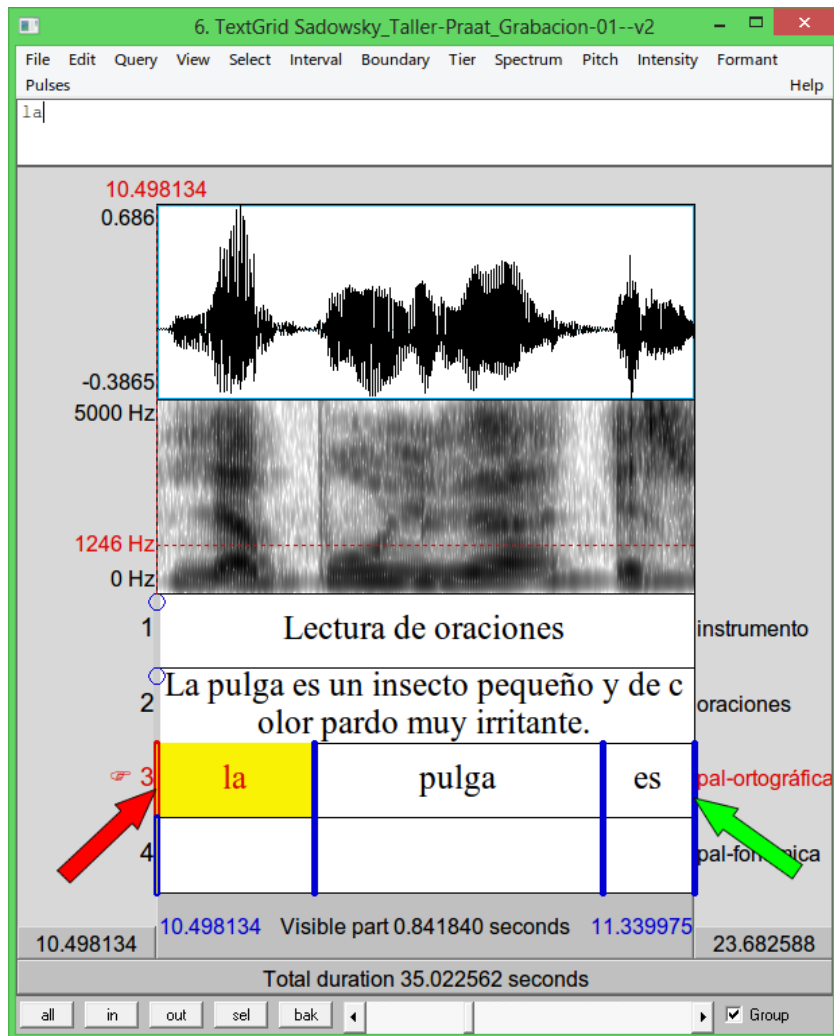 6. TextGrid Sadowsky_Taller-Praat_Grabacion-01--v2
File Edit Query View Select Interval Boundary Tier Spectrum Pitch Intensity Formant
Pulses Help
la
10.498134
0.686
-0.3865
5000 Hz
1246 Hz
0 Hz
1 Lectura de oraciones instrumento
La pulga es un insecto pequeño y de c
2 oraciones
olor pardo muy irritante.
☞ 3 la pulga es pal-ortográfica
4
10.498134 Visible part 0.841840 seconds 11.339975
10.498134 23.682588
Total duration 35.022562 seconds
all in out sel bak Group